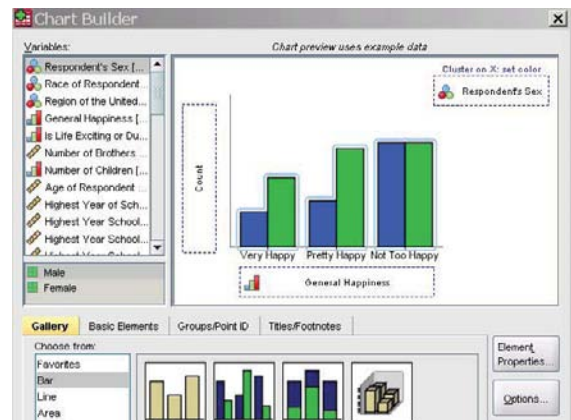 Chart Builder
Variables:
Respondent's Sex [...
Race of Respondent...
Region of the United...
General Happiness [...
Is Life Exciting or Du...
Number of Brothers ...
Number of Children [...
Age of Respondent ...
Highest Year of Sch...
Highest Year School...
Highest Year School...
Male
Female
Chart preview uses example data
Cluster on X: set color
Respondent's Sex
Count
Very Happy Pretty Happy Not Too Happy
General Happiness
Gallery Basic Elements Groups/Point ID Titles/Footnotes
Choose from:
Favorites
Bar
Line
Area
Element
Properties...
Options...